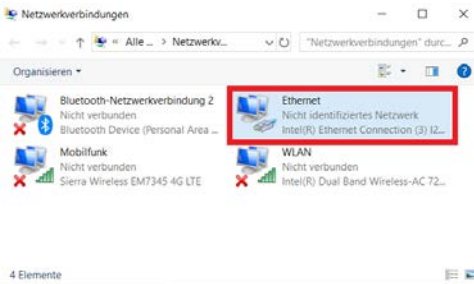 Netzwerkverbindungen
« Alle ... > Netzwerkv...
"Netzwerkverbindungen" durc...
Organisieren
Bluetooth-Netzwerkverbindung 2
Nicht verbunden
Bluetooth Device (Personal Area ...
Ethernet
Nicht identifiziertes Netzwerk
Intel(R) Ethernet Connection (3) I2...
Mobilfunk
Nicht verbunden
Sierra Wireless EM7345 4G LTE
WLAN
Nicht verbunden
Intel(R) Dual Band Wireless-AC 72...
4 Elemente